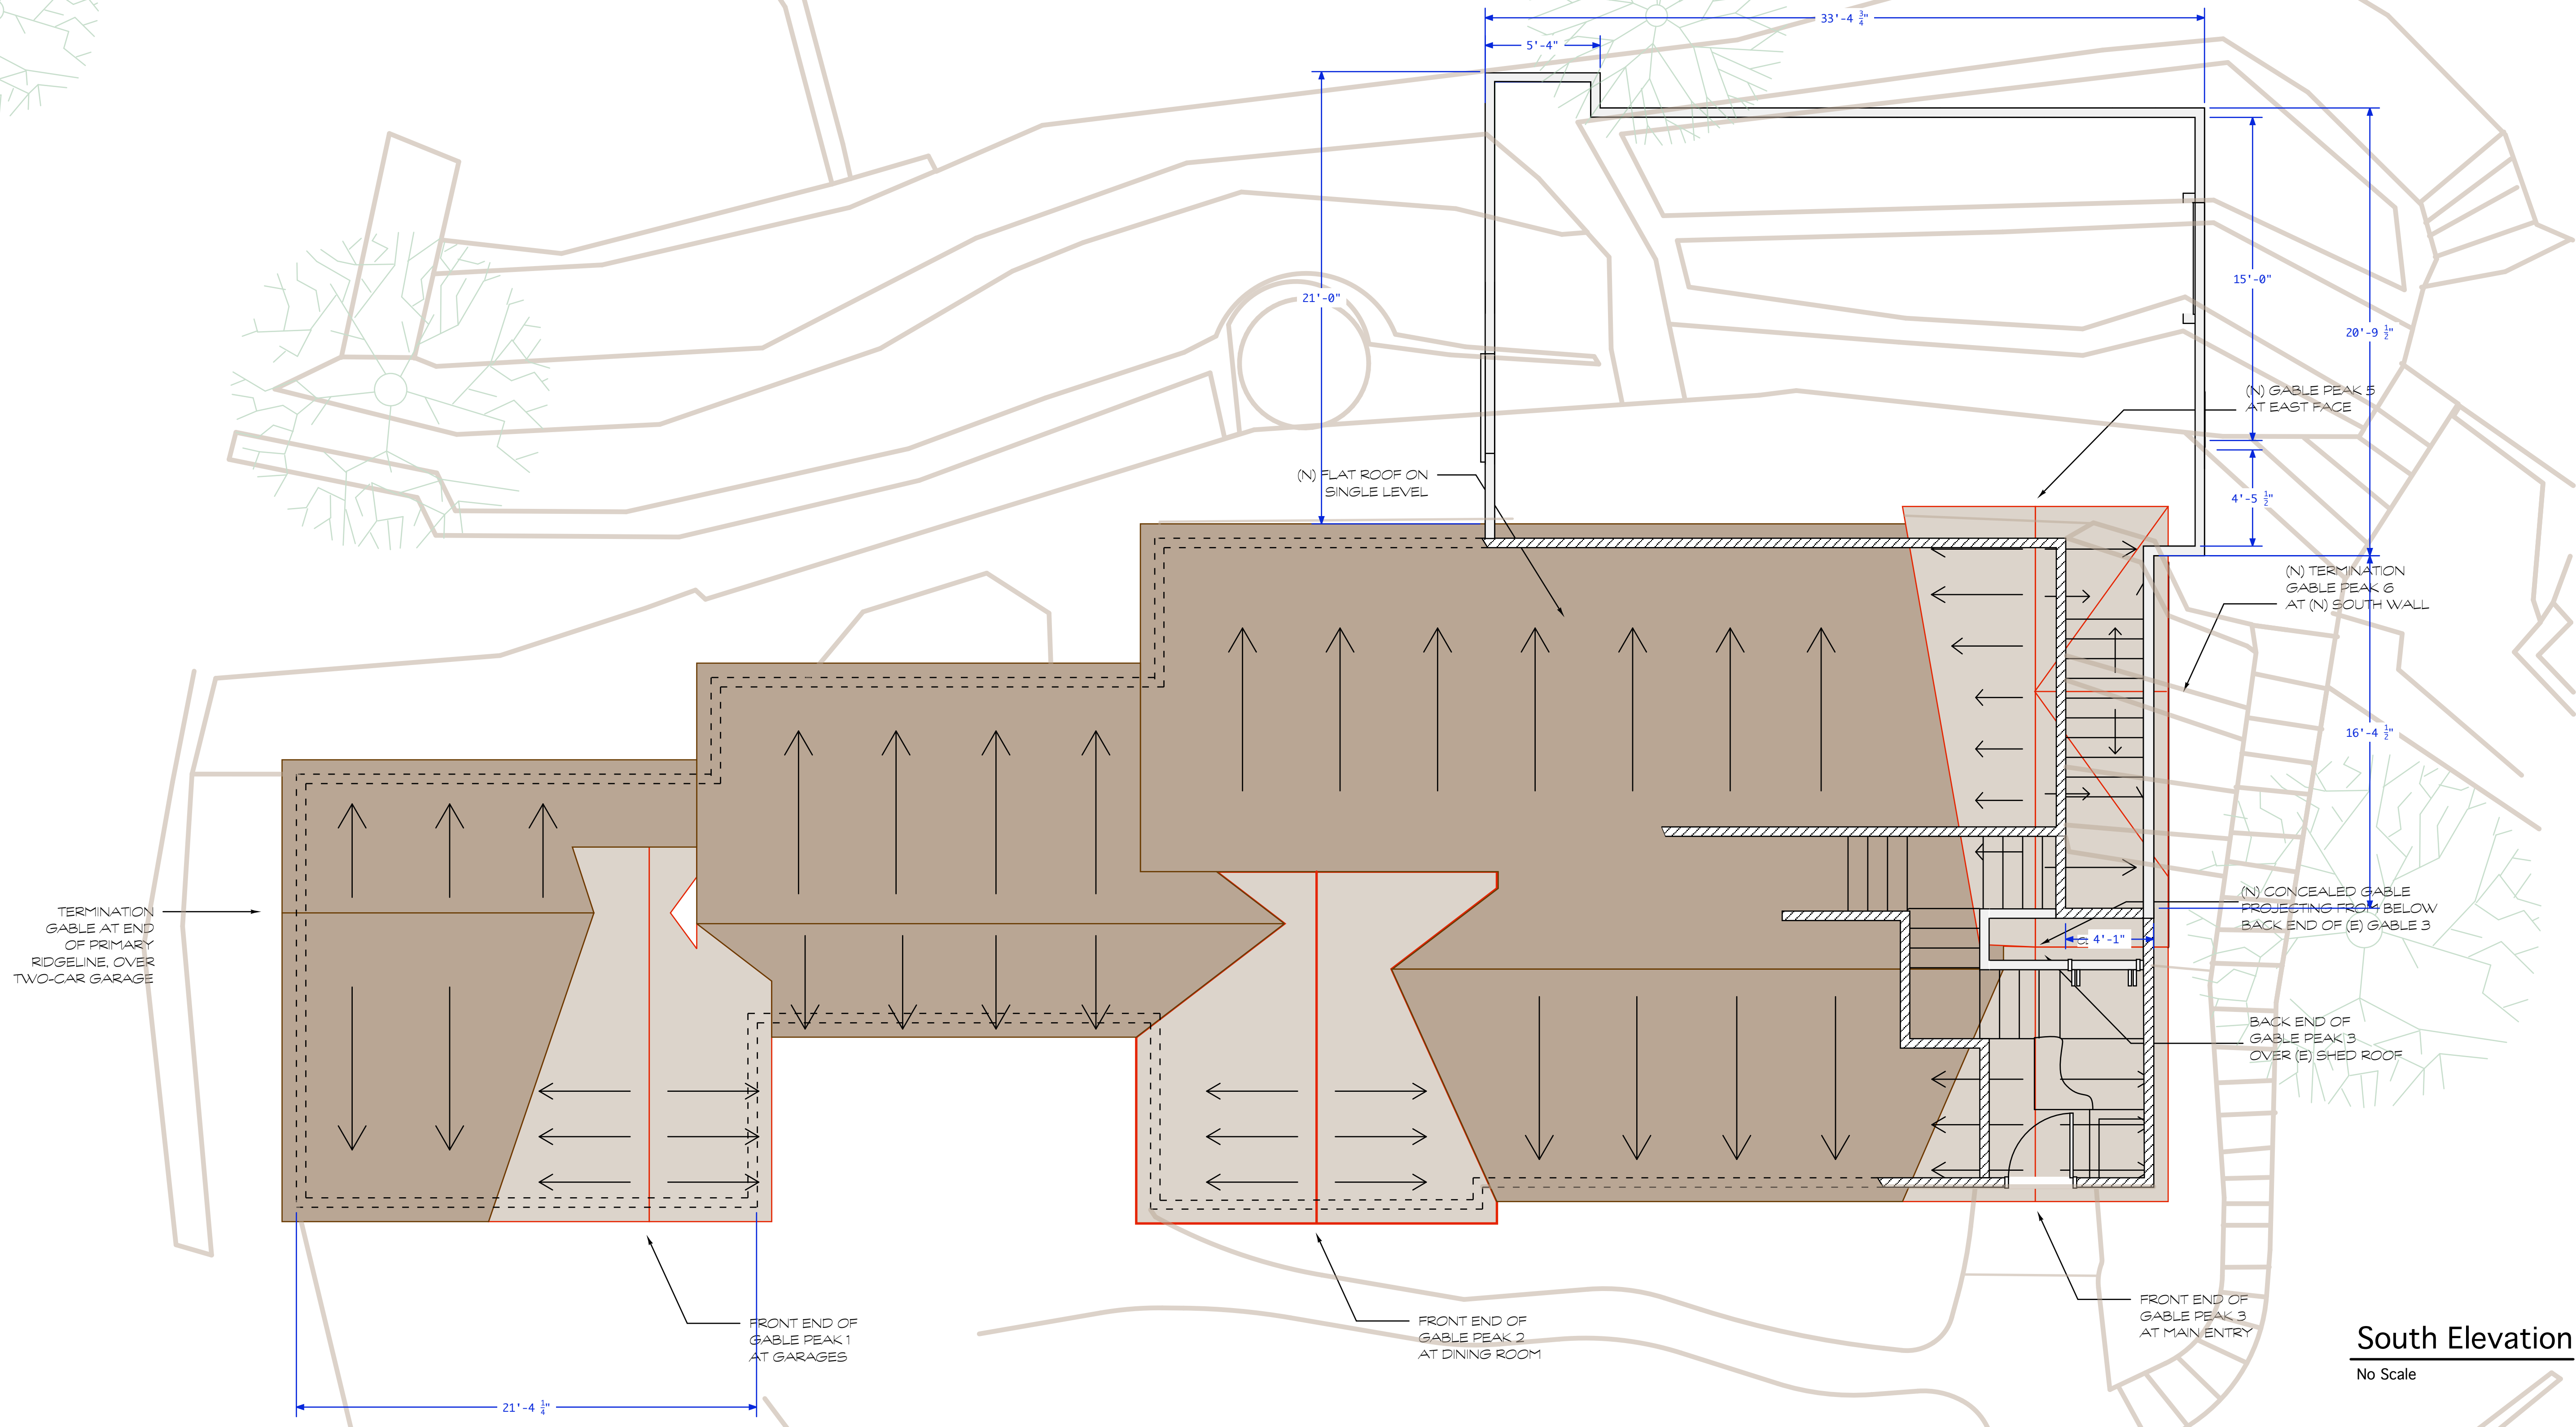 33'-4 3/4"
5'-4"
21'-0"
15'-0"
20'-9 1/2"
(N) GABLE PEAK 5
AT EAST FACE
(N) FLAT ROOF ON
SINGLE LEVEL
4'-5 1/2"
(N) TERMINATION
GABLE PEAK 6
AT (N) SOUTH WALL
16'-4 1/2"
TERMINATION
GABLE AT END
OF PRIMARY
RIDGELINE, OVER
TWO-CAR GARAGE
(N) CONCEALED GABLE
PROJECTING FROM BELOW
BACK END OF (E) GABLE 3
4'-1"
BACK END OF
GABLE PEAK 3
OVER (E) SHED ROOF
FRONT END OF
GABLE PEAK 1
AT GARAGES
FRONT END OF
GABLE PEAK 2
AT DINING ROOM
FRONT END OF
GABLE PEAK 3
AT MAIN ENTRY
21'-4 1/4"
South Elevation
No Scale